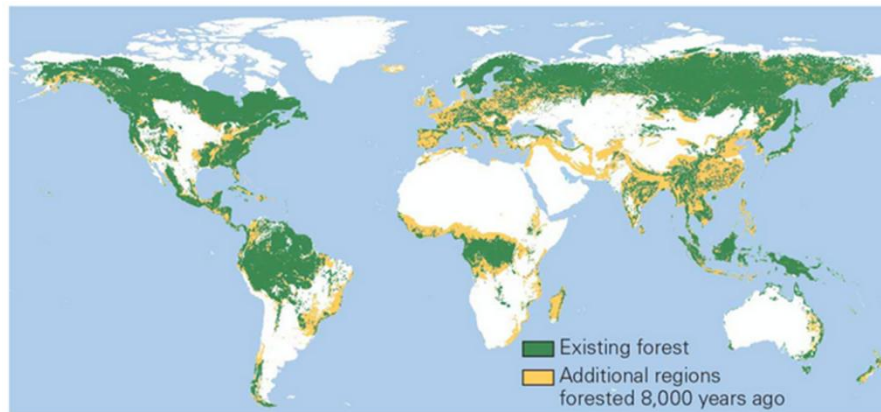 Existing forest
Additional regions
forested 8,000 years ago